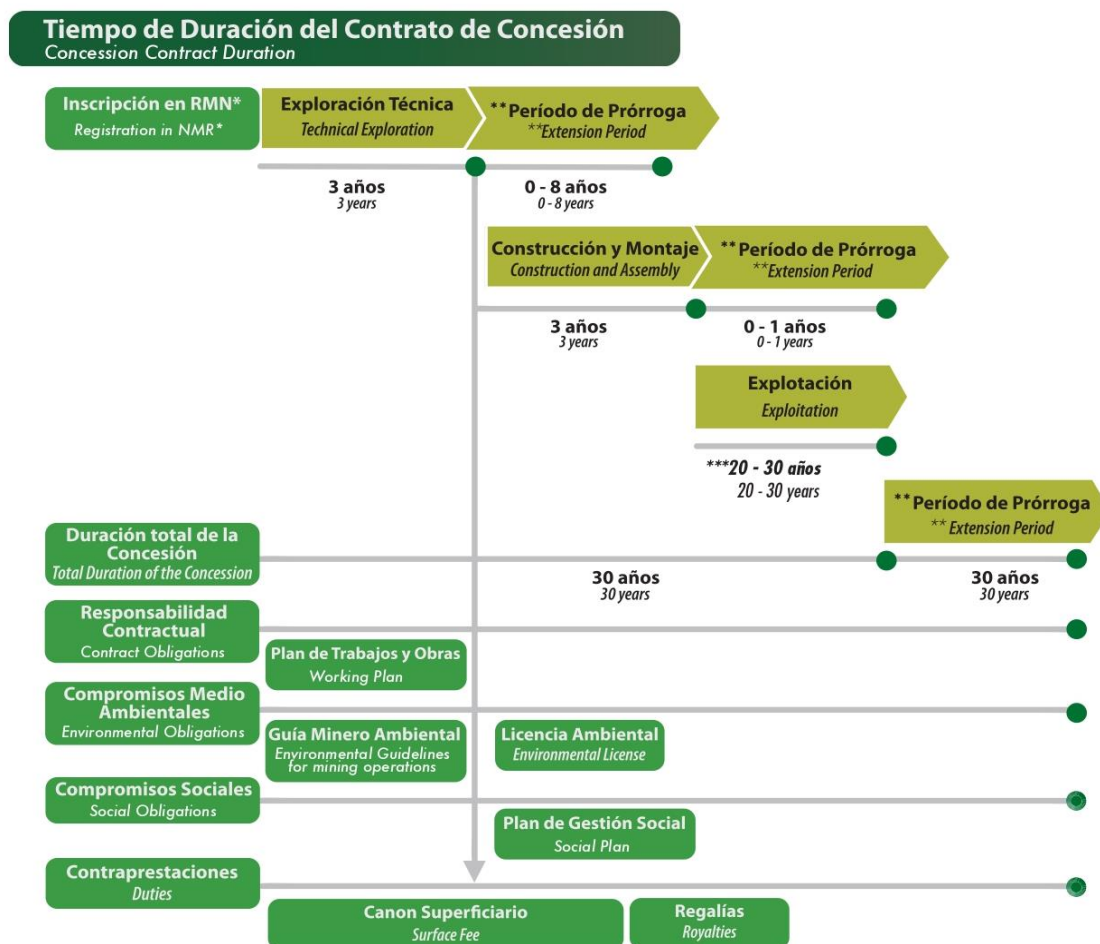 Tiempo de Duración del Contrato de Concesión
Concession Contract Duration
Inscripción en RMN*
Registration in NMR*
Exploración Técnica
Technical Exploration
**Período de Prórroga
**Extension Period
3 años
3 years
0 - 8 años
0 - 8 years
Construcción y Montaje
Construction and Assembly
**Período de Prórroga
**Extension Period
3 años
3 years
0 - 1 años
0 - 1 years
Explotación
Exploitation
***20 - 30 años
20 - 30 years
**Período de Prórroga
** Extension Period
Duración total de la
Concesión
Total Duration of the Concession
30 años
30 years
30 años
30 years
Responsabilidad
Contractual
Contract Obligations
Plan de Trabajos y Obras
Working Plan
Compromisos Medio
Ambientales
Environmental Obligations
Guía Minero Ambiental
Environmental Guidelines
for mining operations
Licencia Ambiental
Environmental License
Compromisos Sociales
Social Obligations
Plan de Gestión Social
Social Plan
Contraprestaciones
Duties
Canon Superficiario
Surface Fee
Regalías
Royalties